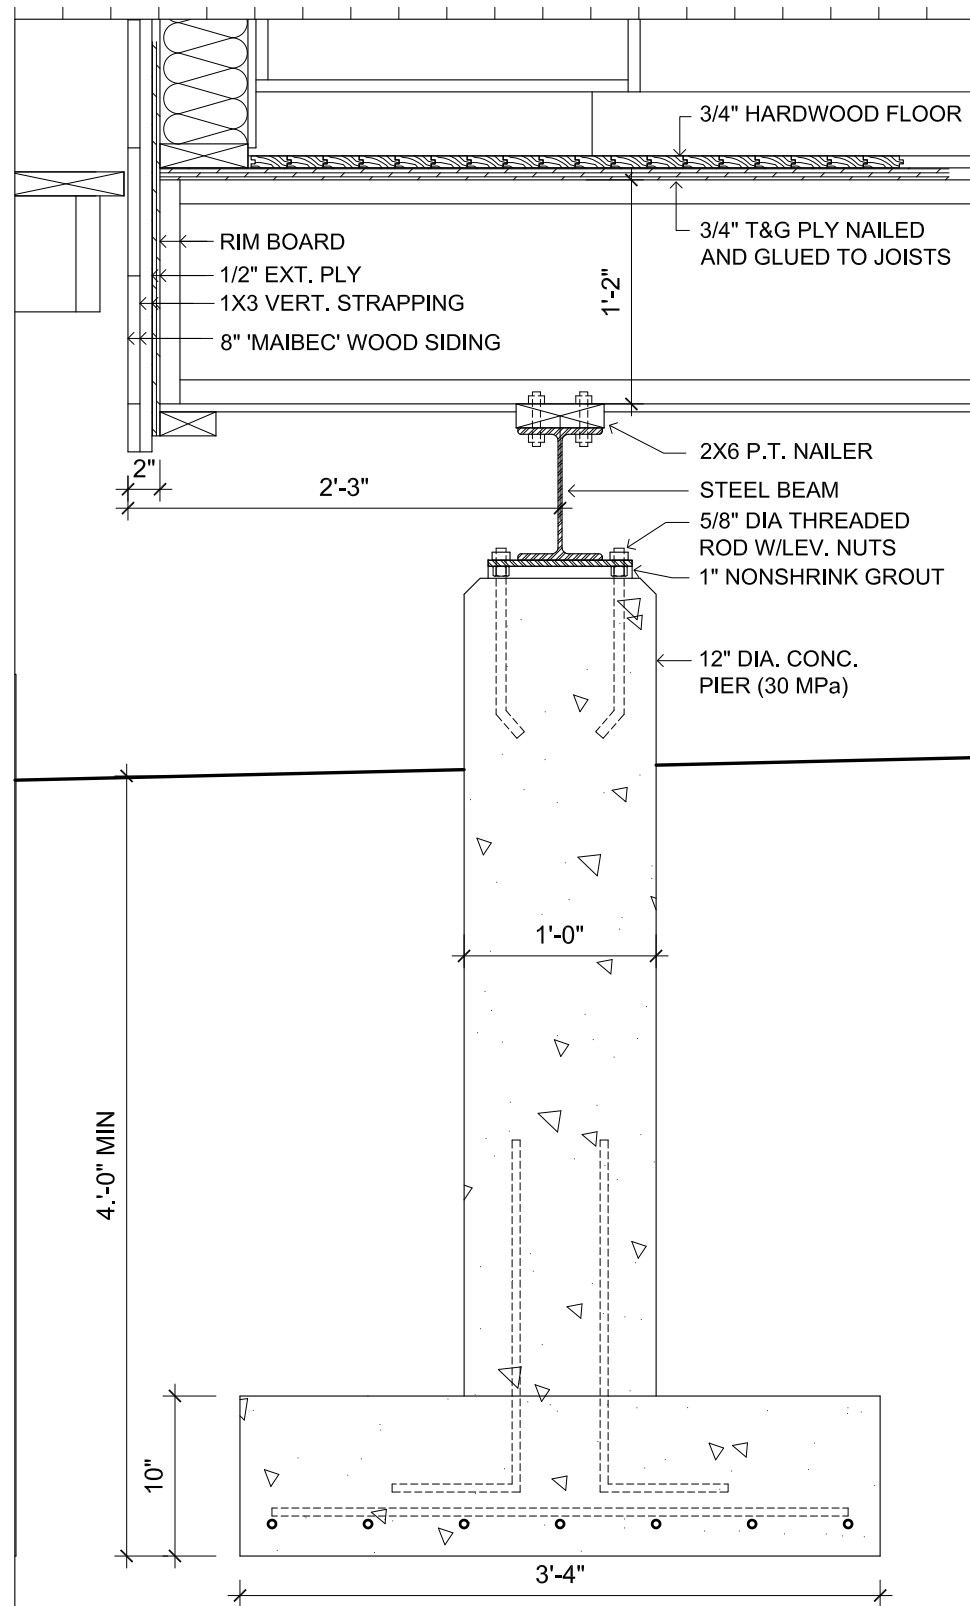 3/4" HARDWOOD FLOOR
3/4" T&G PLY NAILED
AND GLUED TO JOISTS
RIM BOARD
1/2" EXT. PLY
1X3 VERT. STRAPPING
8" 'MAIBEC' WOOD SIDING
1'-2"
2X6 P.T. NAILER
2"
2'-3"
STEEL BEAM
5/8" DIA THREADED
ROD W/LEV. NUTS
1" NONSHRINK GROUT
12" DIA. CONC.
PIER (30 MPa)
1'-0"
4.'-0" MIN
10"
3'-4"